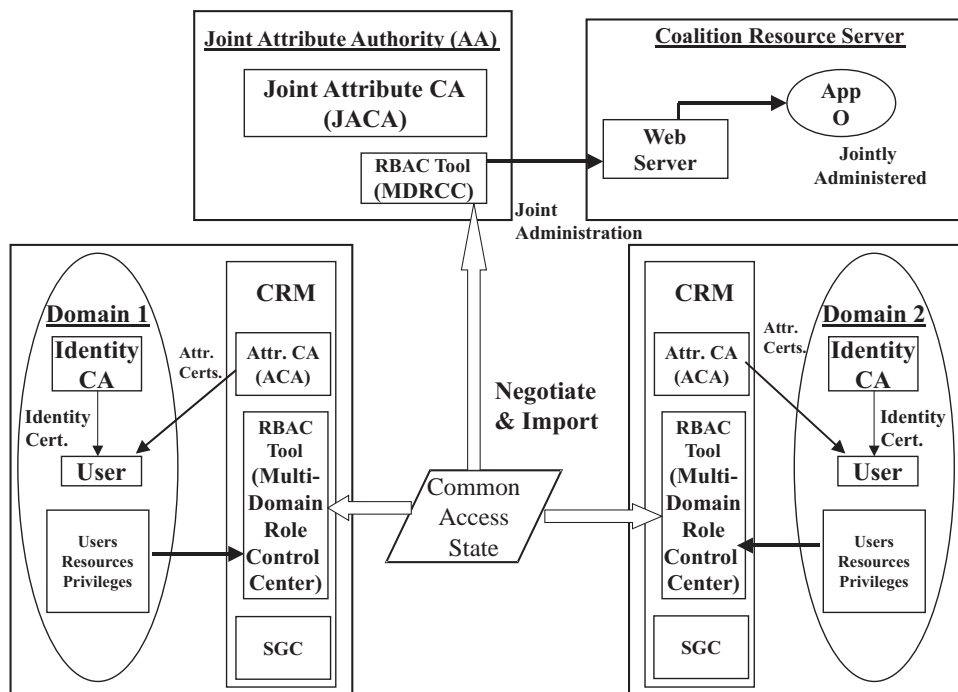 Joint Attribute Authority (AA)
Joint Attribute CA
(JACA)
RBAC Tool
(MDRCC)
Coalition Resource Server
App
O
Web
Server
Jointly
Administered
Joint
Administration
Domain 1
Identity
CA
Identity
Cert.
User
Users
Resources
Privileges
Attr.
Certs.
CRM
Attr. CA
(ACA)
RBAC
Tool
(Multi-
Domain
Role
Control
Center)
SGC
Negotiate
& Import
Common
Access
State
CRM
Attr. CA
(ACA)
RBAC
Tool
(Multi-
Domain
Role
Control
Center)
SGC
Attr.
Certs.
Domain 2
Identity
CA
Identity
Cert.
User
Users
Resources
Privileges